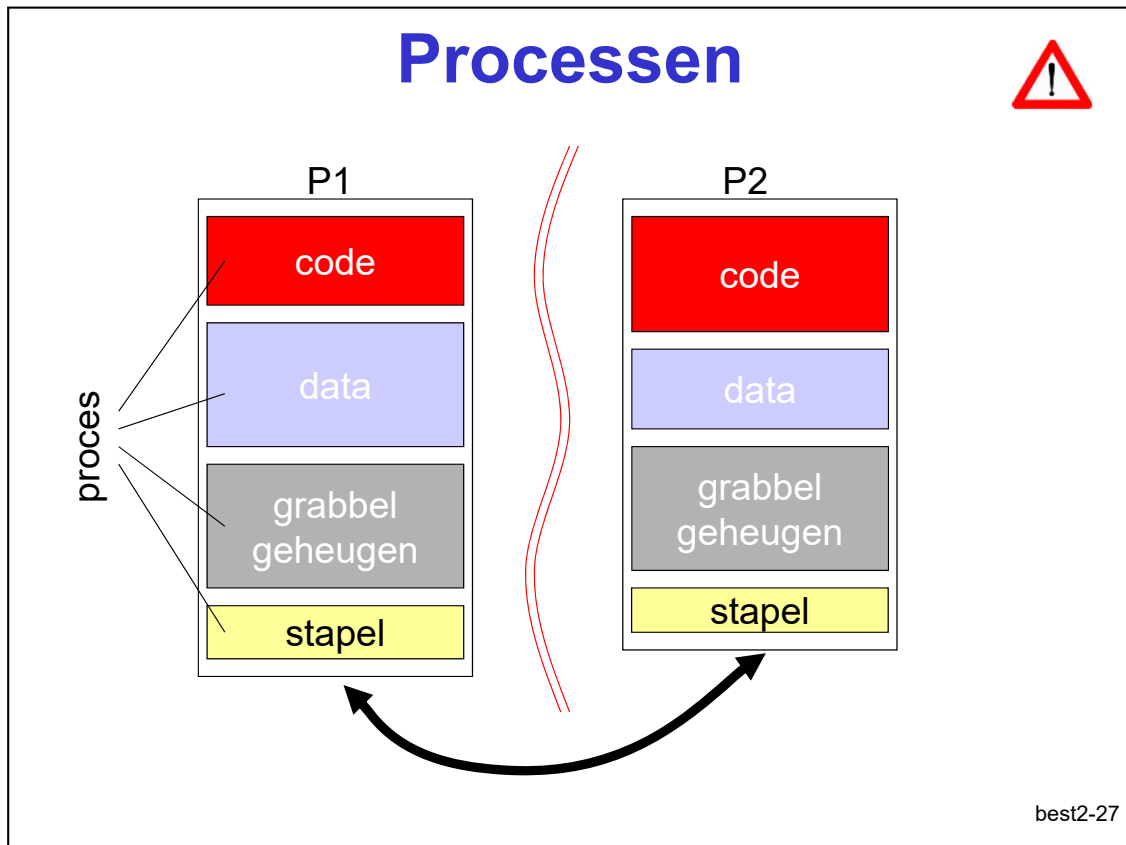 Processen
P1
P2
code
data
grabbel
geheugen
stapel
code
data
grabbel
geheugen
stapel
proces
best2-27